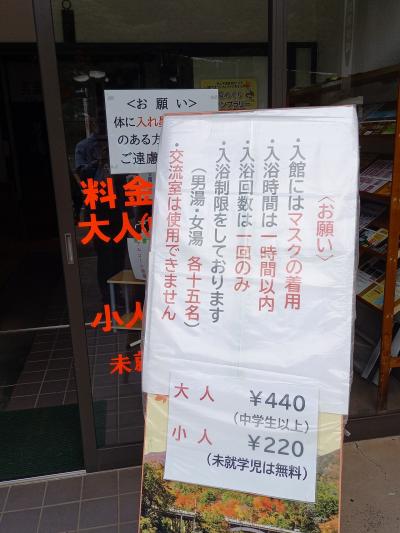 <お願い>
体に入れ
のある方
ご遠慮
料金
大人
小人
未就
〈お願い〉
・入館にはマスクの着用
・入浴時間は一時間以内
・入浴回数は一回のみ
・入浴制限をしております
(男湯・女湯 各十五名)
・交流室は使用できません
大人 ¥440
(中学生以上)
小人 ¥220
(未就学児は無料)